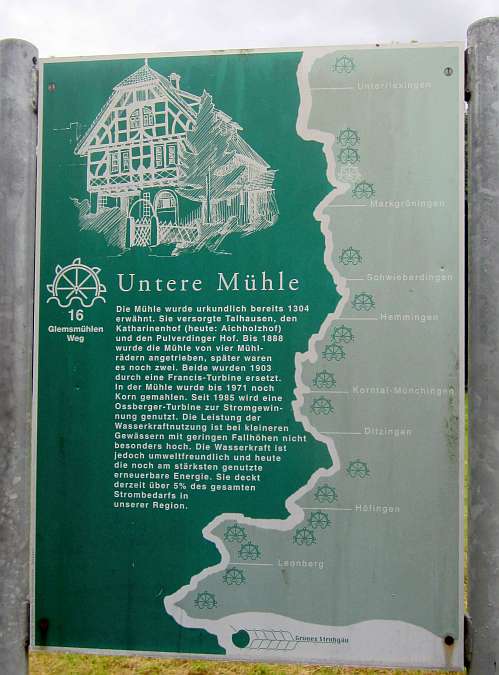 Unterriexingen
Markgröningen
Schwieberdingen
Hemmingen
Korntal-Münchingen
Ditzingen
Höfingen
Leonberg
16
Glemsmühlen
Weg
Untere Mühle
Die Mühle wurde urkundlich bereits 1304
erwähnt. Sie versorgte Talhausen, den
Katharinenhof (heute: Aichholzhof)
und den Pulverdinger Hof. Bis 1888
wurde die Mühle von vier Mühl-
rädern angetrieben, später waren
es noch zwei. Beide wurden 1903
durch eine Francis-Turbine ersetzt.
In der Mühle wurde bis 1971 noch
Korn gemahlen. Seit 1985 wird eine
Ossberger-Turbine zur Stromgewin-
nung genutzt. Die Leistung der
Wasserkraftnutzung ist bei kleineren
Gewässern mit geringen Fallhöhen nicht
besonders hoch. Die Wasserkraft ist
jedoch umweltfreundlich und heute
die noch am stärksten genutzte
erneuerbare Energie. Sie deckt
derzeit über 5% des gesamten
Strombedarfs in
unserer Region.
Grünes Strohgäu